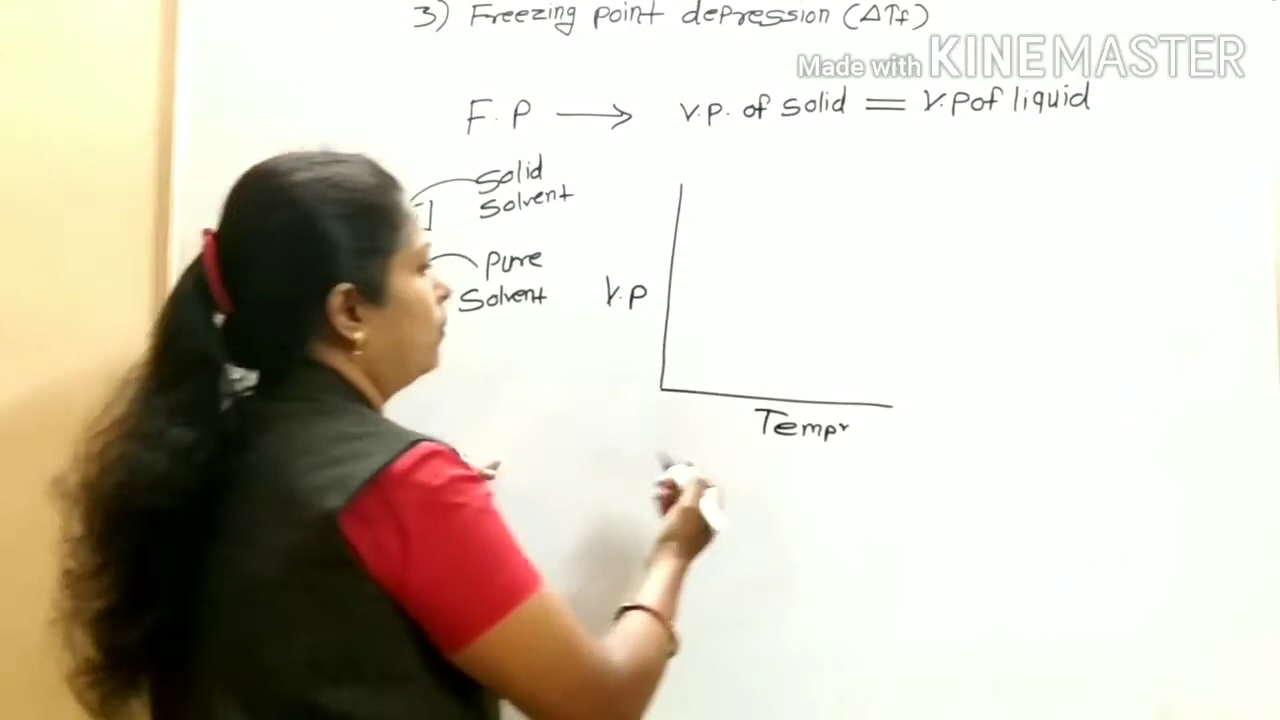 3) Freezing point depression (ΔTf)
Made with KINEMASTER
F.P ⟶ V.P. of solid = V.P of liquid
Solid
Solvent
Pure
Solvent
V.P
Tempr